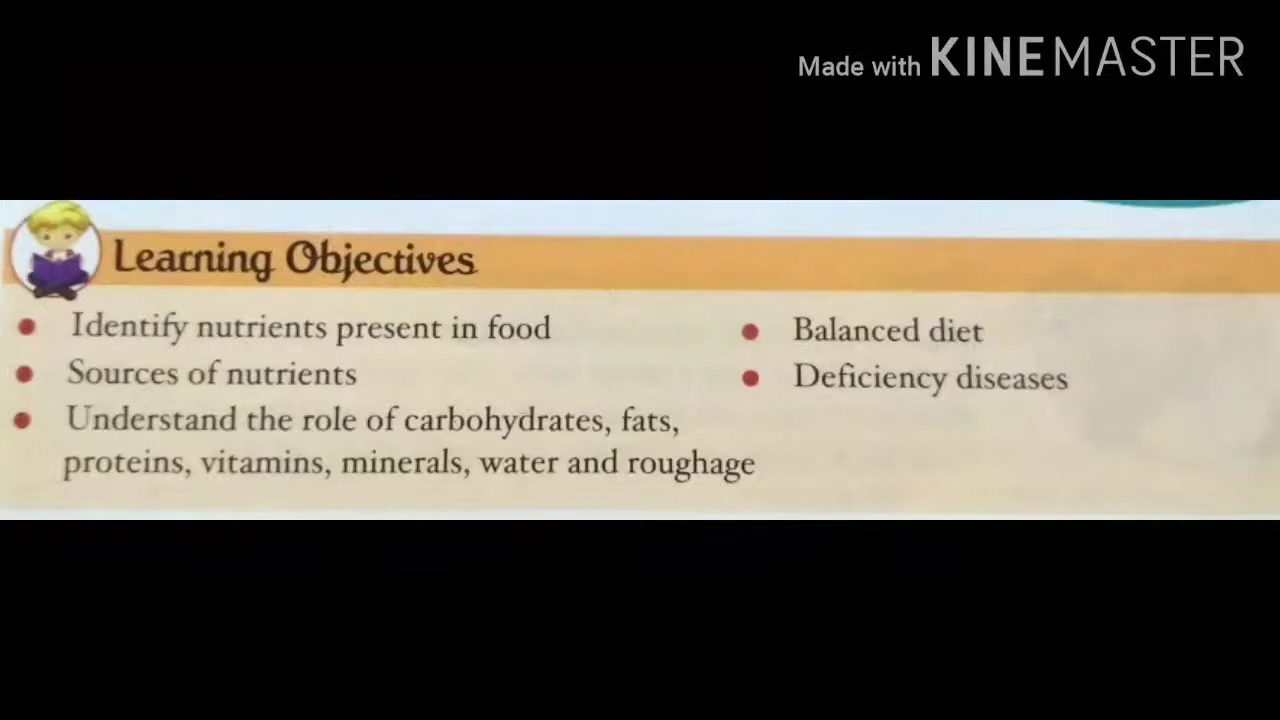 Made with KINEMASTER
Learning Objectives
Identify nutrients present in food
Sources of nutrients
Understand the role of carbohydrates, fats,
proteins, vitamins, minerals, water and roughage
Balanced diet
Deficiency diseases